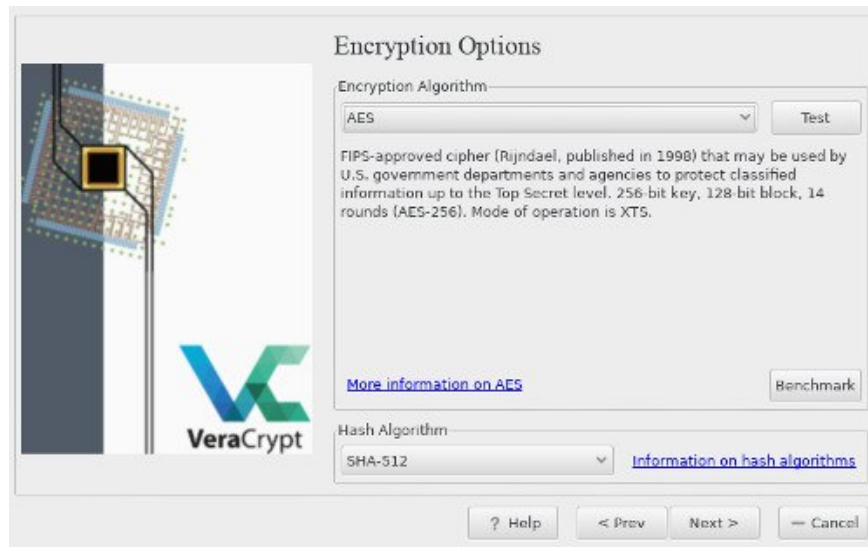 Encryption Options
Encryption Algorithm
AES
Test
FIPS-approved cipher (Rijndael, published in 1998) that may be used by
U.S. government departments and agencies to protect classified
information up to the Top Secret level. 256-bit key, 128-bit block, 14
rounds (AES-256). Mode of operation is XTS.
More information on AES
Benchmark
VeraCrypt
Hash Algorithm
SHA-512
Information on hash algorithms
? Help
< Prev
Next >
— Cancel